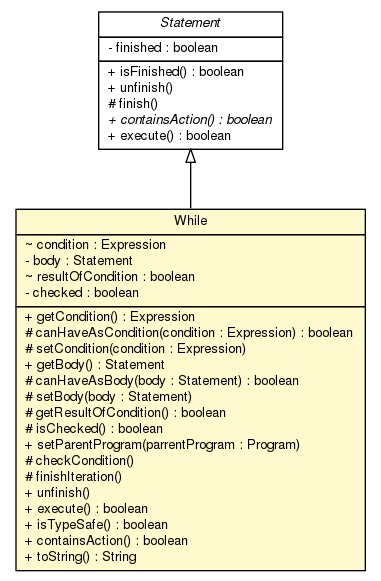 Statement
- finished : boolean
+ isFinished() : boolean
+ unfinish()
# finish()
+ containsAction() : boolean
+ execute() : boolean
While
~ condition : Expression
- body : Statement
~ resultOfCondition : boolean
- checked : boolean
+ getCondition() : Expression
# canHaveAsCondition(condition : Expression) : boolean
# setCondition(condition : Expression)
+ getBody() : Statement
# canHaveAsBody(body : Statement) : boolean
# setBody(body : Statement)
# getResultOfCondition() : boolean
# isChecked() : boolean
+ setParentProgram(parrentProgram : Program)
# checkCondition()
# finishIteration()
+ unfinish()
+ execute() : boolean
+ isTypeSafe() : boolean
+ containsAction() : boolean
+ toString() : String